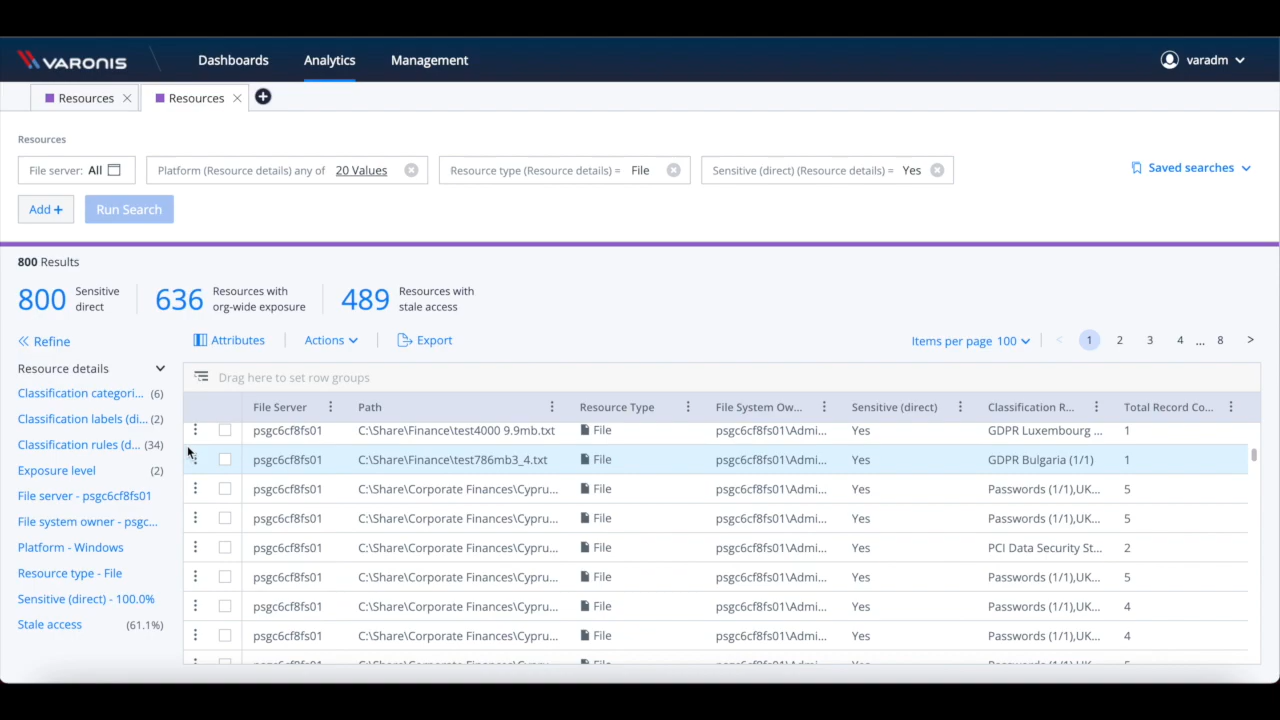 VARONIS
Dashboards
Analytics
Management
varadm
Resources
Resources
Resources
File server: All
Platform (Resource details) any of 20 Values
Resource type (Resource details) = File
Sensitive (direct) (Resource details) = Yes
Saved searches
Add +
Run Search
800 Results
800 Sensitive direct
636 Resources with org-wide exposure
489 Resources with stale access
Refine
Attributes
Actions
Export
Items per page 100
< 1 2 3 4 ... 8 >
Resource details
Classification categori... (6)
Classification labels (di... (2)
Classification rules (d... (34)
Exposure level (2)
File server - psgc6cf8fs01
File system owner - psgc...
Platform - Windows
Resource type - File
Sensitive (direct) - 100.0%
Stale access (61.1%)
Drag here to set row groups
File Server Path Resource Type File System Ow... Sensitive (direct) Classification R... Total Record Co...
psgc6cf8fs01 C:\Share\Finance\test4000 9.9mb.txt File psgc6cf8fs01\Admi... Yes GDPR Luxembourg ... 1
psgc6cf8fs01 C:\Share\Finance\test786mb3_4.txt File psgc6cf8fs01\Admi... Yes GDPR Bulgaria (1/1) 1
psgc6cf8fs01 C:\Share\Corporate Finances\Cypru... File psgc6cf8fs01\Admi... Yes Passwords (1/1),UK... 5
psgc6cf8fs01 C:\Share\Corporate Finances\Cypru... File psgc6cf8fs01\Admi... Yes Passwords (1/1),UK... 5
psgc6cf8fs01 C:\Share\Corporate Finances\Cypru... File psgc6cf8fs01\Admi... Yes PCI Data Security St... 2
psgc6cf8fs01 C:\Share\Corporate Finances\Cypru... File psgc6cf8fs01\Admi... Yes Passwords (1/1),UK... 5
psgc6cf8fs01 C:\Share\Corporate Finances\Cypru... File psgc6cf8fs01\Admi... Yes Passwords (1/1),UK... 4
psgc6cf8fs01 C:\Share\Corporate Finances\Cypru... File psgc6cf8fs01\Admi... Yes Passwords (1/1),UK... 4